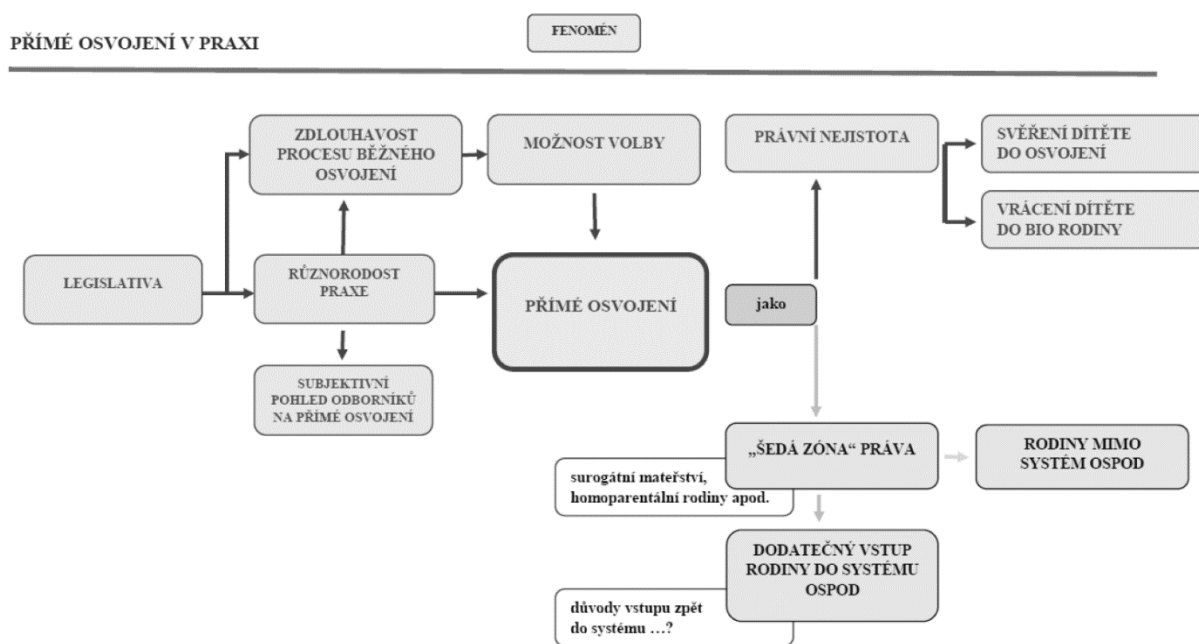 PŘÍMÉ OSVOJENÍ V PRAXI
FENOMÉN
ZDLOUHAVOST
PROCESU BĚŽNÉHO
OSVOJENÍ
MOŽNOST VOLBY
PRÁVNÍ NEJISTOTA
SVĚŘENÍ DÍTĚTE
DO OSVOJENÍ
VRÁCENÍ DÍTĚTE
DO BIO RODINY
LEGISLATIVA
RŮZNORODOST
PRAXE
PŘÍMÉ OSVOJENÍ
jako
SUBJEKTIVNÍ
POHLED ODBORNÍKŮ
NA PŘÍMÉ OSVOJENÍ
„ŠEDÁ ZÓNA“ PRÁVA
RODINY MIMO
SYSTÉM OSPOD
surogátní mateřství,
homoparentální rodiny apod.
DODATEČNÝ VSTUP
RODINY DO SYSTÉMU
OSPOD
důvody vstupu zpět
do systému …?